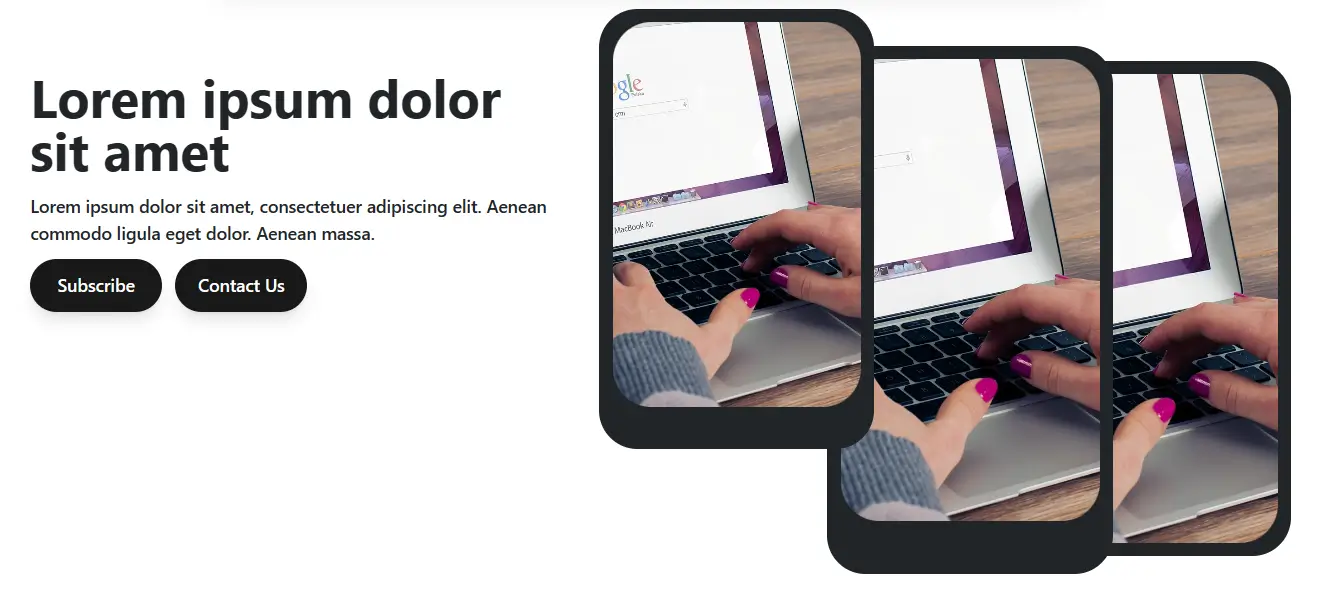 Lorem ipsum dolor
sit amet
Lorem ipsum dolor sit amet, consectetuer adipiscing elit. Aenean
commodo ligula eget dolor. Aenean massa.
Subscribe
Contact Us
ogle
MacBook Air